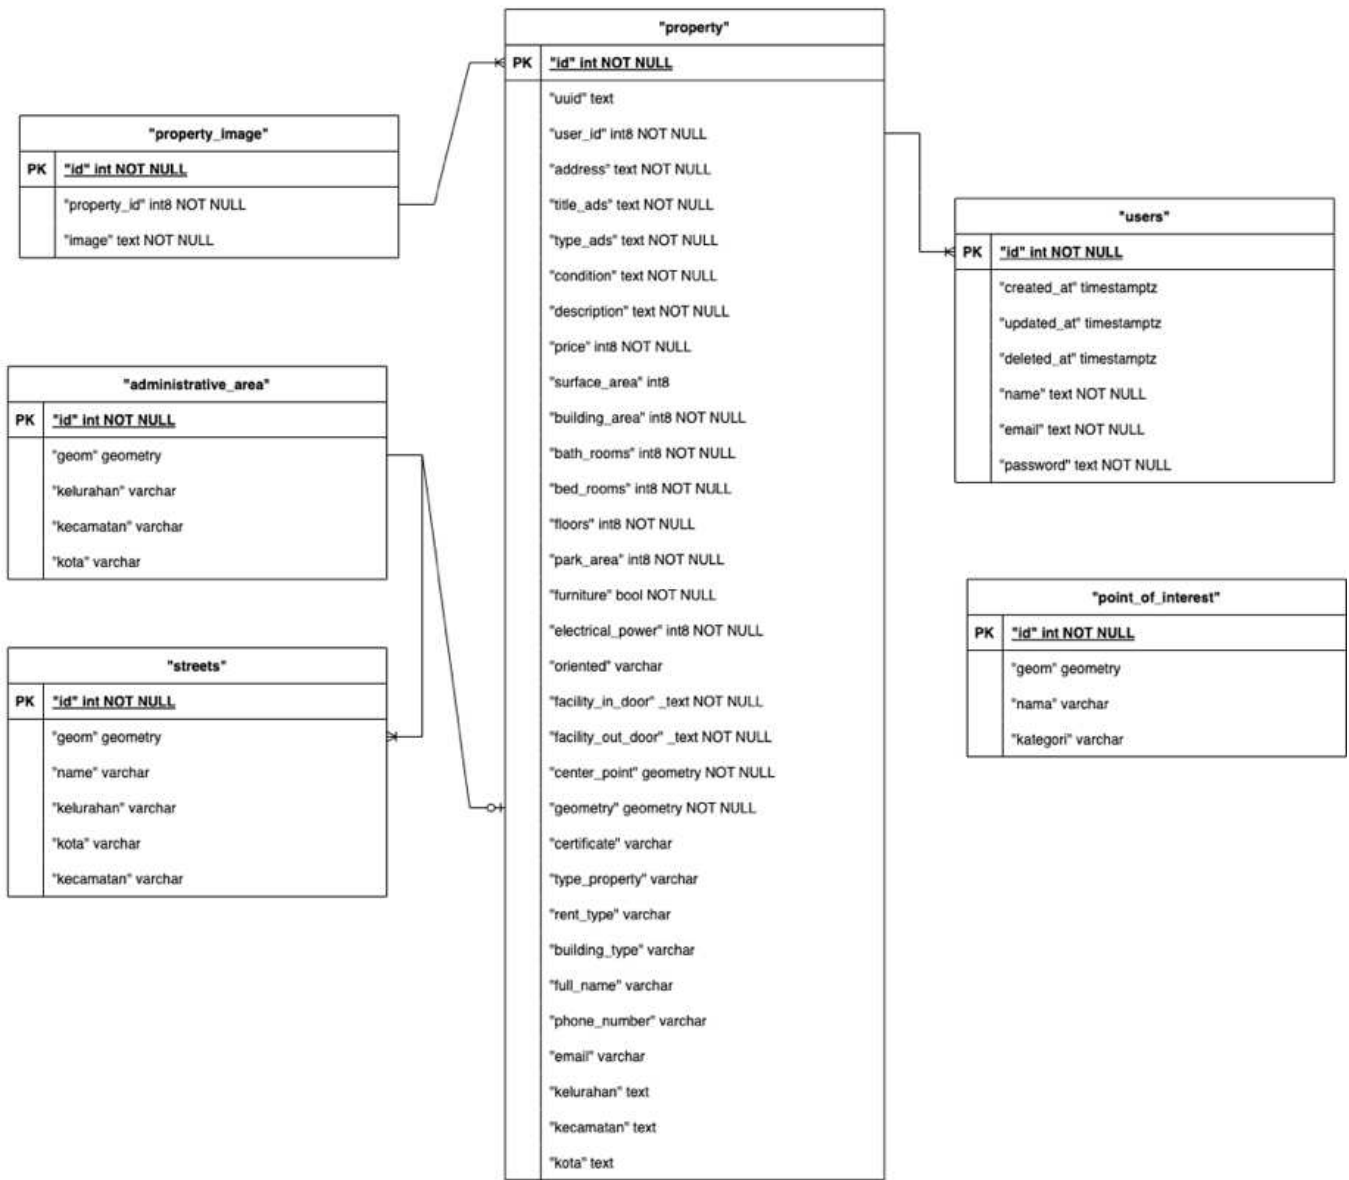 "property"
PK "id" int NOT NULL
"uuid" text
"user_id" int8 NOT NULL
"address" text NOT NULL
"title_ads" text NOT NULL
"type_ads" text NOT NULL
"condition" text NOT NULL
"description" text NOT NULL
"price" int8 NOT NULL
"surface_area" int8
"building_area" int8 NOT NULL
"bath_rooms" int8 NOT NULL
"bed_rooms" int8 NOT NULL
"floors" int8 NOT NULL
"park_area" int8 NOT NULL
"furniture" bool NOT NULL
"electrical_power" int8 NOT NULL
"oriented" varchar
"facility_in_door" _text NOT NULL
"facility_out_door" _text NOT NULL
"center_point" geometry NOT NULL
"geometry" geometry NOT NULL
"certificate" varchar
"type_property" varchar
"rent_type" varchar
"building_type" varchar
"full_name" varchar
"phone_number" varchar
"email" varchar
"kelurahan" text
"kecamatan" text
"kota" text
"property_image"
PK "id" int NOT NULL
"property_id" int8 NOT NULL
"image" text NOT NULL
"administrative_area"
PK "id" int NOT NULL
"geom" geometry
"kelurahan" varchar
"kecamatan" varchar
"kota" varchar
"streets"
PK "id" int NOT NULL
"geom" geometry
"name" varchar
"kelurahan" varchar
"kota" varchar
"kecamatan" varchar
"users"
PK "id" int NOT NULL
"created_at" timestamptz
"updated_at" timestamptz
"deleted_at" timestamptz
"name" text NOT NULL
"email" text NOT NULL
"password" text NOT NULL
"point_of_interest"
PK "id" int NOT NULL
"geom" geometry
"nama" varchar
"kategori" varchar